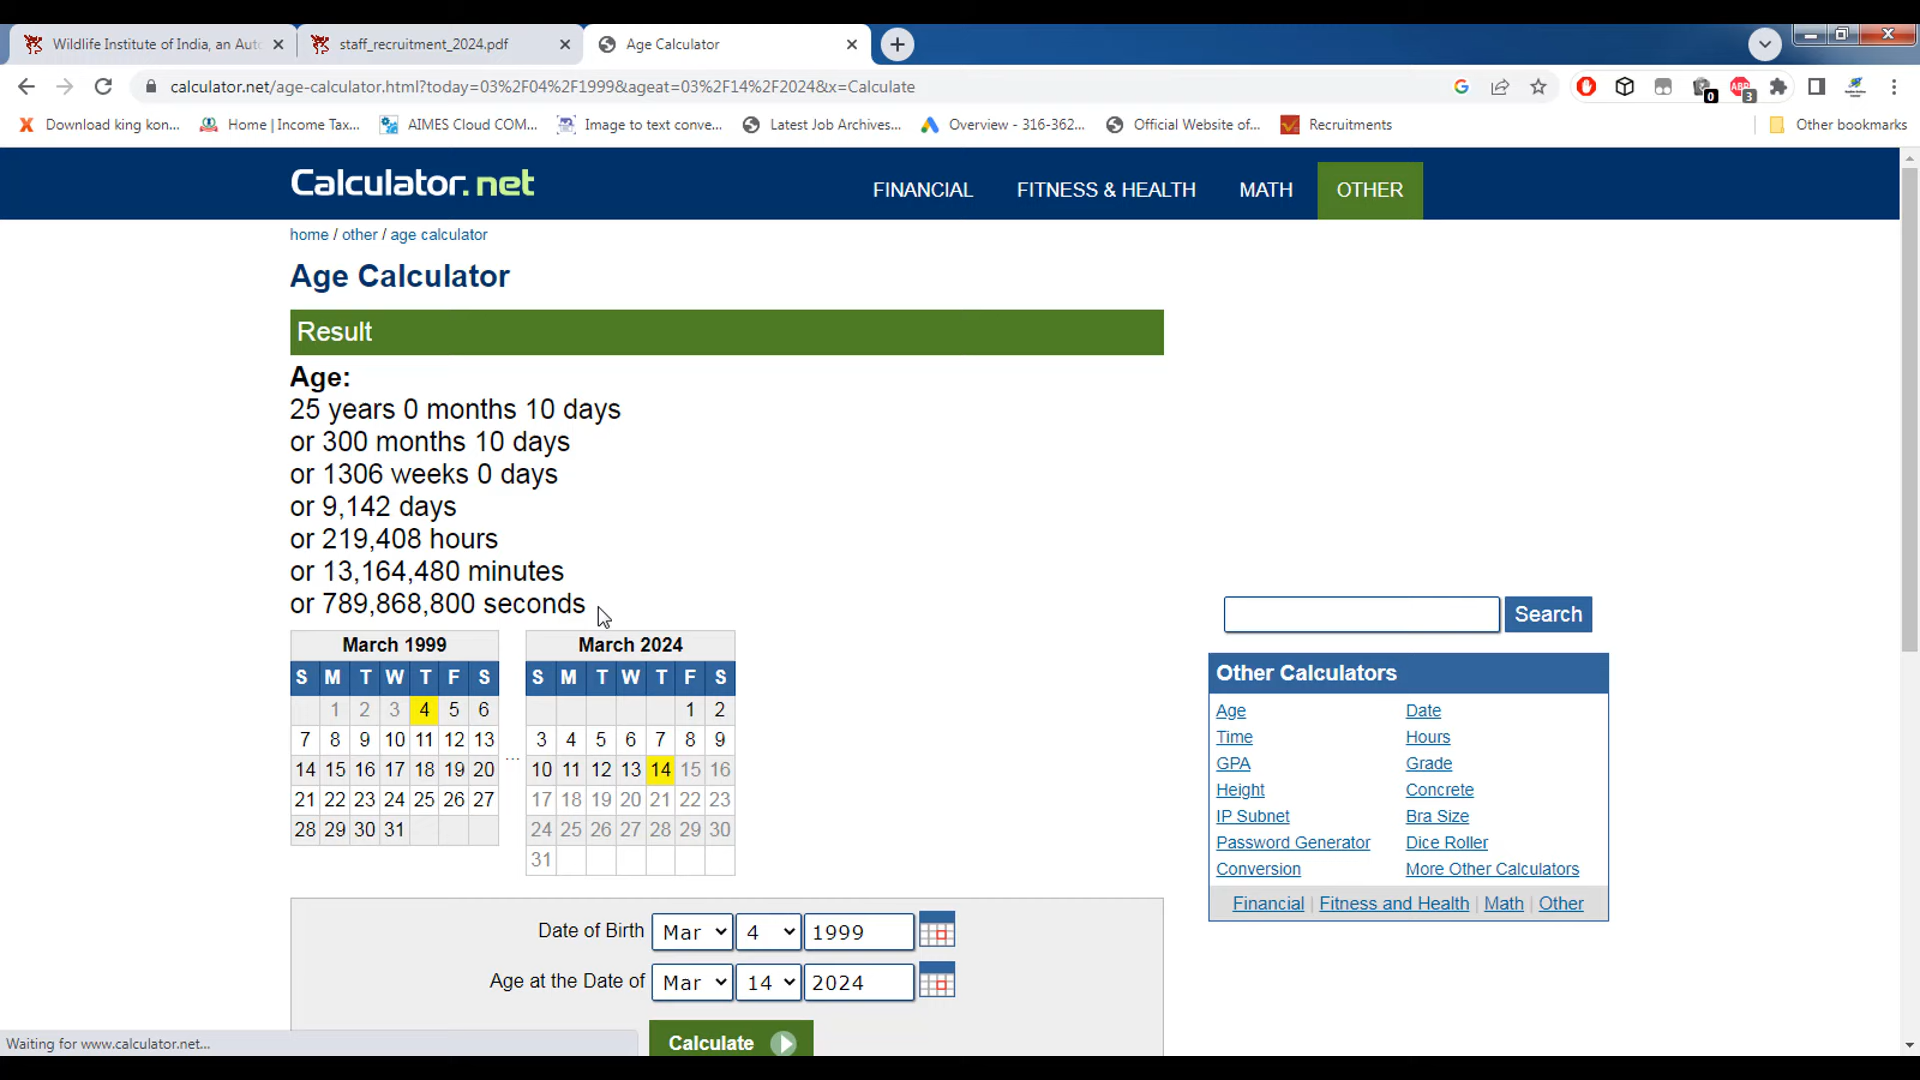 Wildlife Institute of India, an Auto
staff_recruitment_2024.pdf
Age Calculator
calculator.net/age-calculator.html?today=03%2F04%2F1999&ageat=03%2F14%2F2024&x=Calculate
0
ABP
3
Download king kon...
Home | Income Tax...
AIMES Cloud COM...
Image to text conve...
Latest Job Archives...
Overview - 316-362...
Official Website of...
Recruitments
Other bookmarks
Calculator.net
FINANCIAL
FITNESS & HEALTH
MATH
OTHER
home / other / age calculator
Age Calculator
Result
Age:
25 years 0 months 10 days
or 300 months 10 days
or 1306 weeks 0 days
or 9,142 days
or 219,408 hours
or 13,164,480 minutes
or 789,868,800 seconds
March 1999
S M T W T F S
1 2 3 4 5 6
7 8 9 10 11 12 13
14 15 16 17 18 19 20
21 22 23 24 25 26 27
28 29 30 31
...
March 2024
S M T W T F S
1 2
3 4 5 6 7 8 9
10 11 12 13 14 15 16
17 18 19 20 21 22 23
24 25 26 27 28 29 30
31
Date of Birth Mar 4 1999
Age at the Date of Mar 14 2024
Calculate
Search
Other Calculators
Age Date
Time Hours
GPA Grade
Height Concrete
IP Subnet Bra Size
Password Generator Dice Roller
Conversion More Other Calculators
Financial | Fitness and Health | Math | Other
Waiting for www.calculator.net...